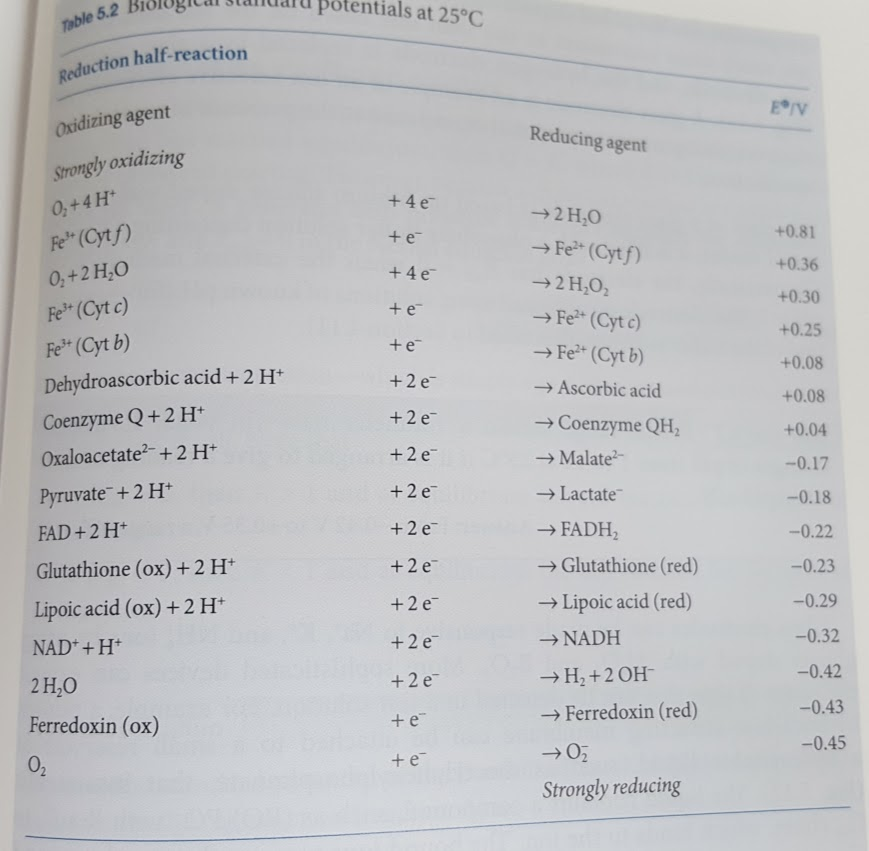 Table 5.2 Biological standard potentials at 25°C
Reduction half-reaction
E⦵/V
Oxidizing agent Reducing agent
Strongly oxidizing
O₂ + 4 H⁺ + 4 e⁻ → 2 H₂O +0.81
Fe³⁺ (Cyt f) + e⁻ → Fe²⁺ (Cyt f) +0.36
O₂ + 2 H₂O + 4 e⁻ → 2 H₂O₂ +0.30
Fe³⁺ (Cyt c) + e⁻ → Fe²⁺ (Cyt c) +0.25
Fe³⁺ (Cyt b) + e⁻ → Fe²⁺ (Cyt b) +0.08
Dehydroascorbic acid + 2 H⁺ + 2 e⁻ → Ascorbic acid +0.08
Coenzyme Q + 2 H⁺ + 2 e⁻ → Coenzyme QH₂ +0.04
Oxaloacetate²⁻ + 2 H⁺ + 2 e⁻ → Malate²⁻ −0.17
Pyruvate⁻ + 2 H⁺ + 2 e⁻ → Lactate⁻ −0.18
FAD + 2 H⁺ + 2 e⁻ → FADH₂ −0.22
Glutathione (ox) + 2 H⁺ + 2 e⁻ → Glutathione (red) −0.23
Lipoic acid (ox) + 2 H⁺ + 2 e⁻ → Lipoic acid (red) −0.29
NAD⁺ + H⁺ + 2 e⁻ → NADH −0.32
2 H₂O + 2 e⁻ → H₂ + 2 OH⁻ −0.42
Ferredoxin (ox) + e⁻ → Ferredoxin (red) −0.43
O₂ + e⁻ → O₂⁻ −0.45
Strongly reducing